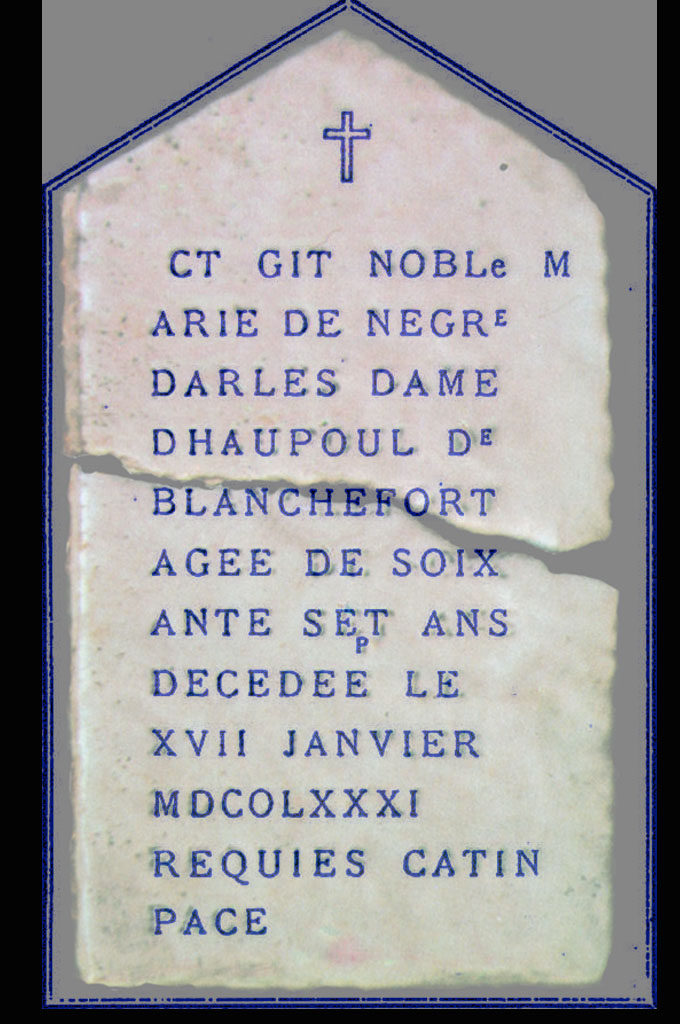 CT GIT NOBLe M
ARIE DE NEGRE
DARLES DAME
DHAUPOUL DE
BLANCHEFORT
AGEE DE SOIX
ANTE SEpT ANS
DECEDEE LE
XVII JANVIER
MDCOLXXXI
REQUIES CATIN
PACE